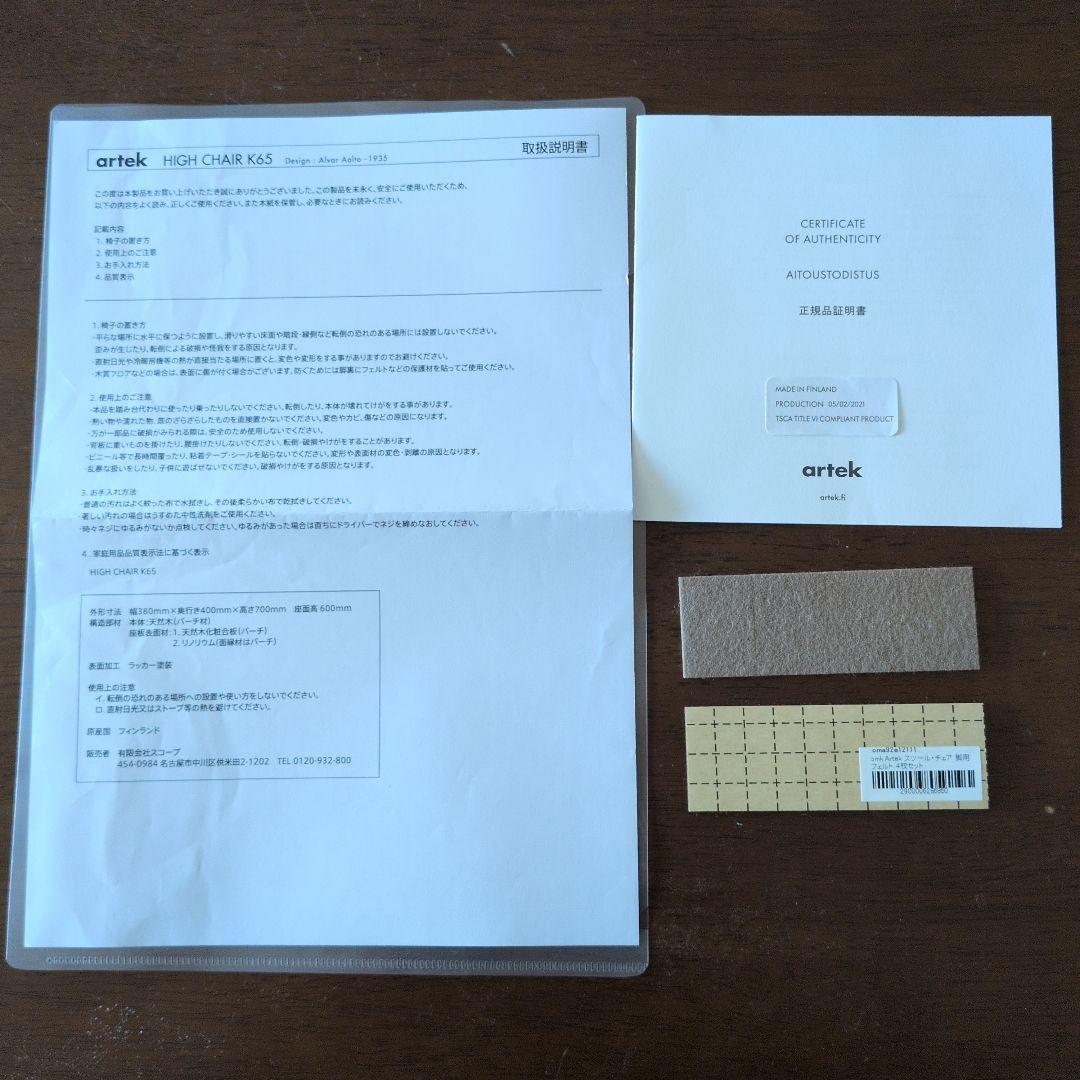 artek HIGH CHAIR K65 Design : Alvar Aalto - 1935 取扱説明書
この度は本製品をお買い上げいただき誠にありがとうございました。この製品を末永く、安全にご使用いただくため、
以下の内容をよく読み、正しくご使用ください。また本紙を保管し、必要なときにお読みください。
記載内容
1. 椅子の置き方
2. 使用上のご注意
3. お手入れ方法
4. 品質表示
1. 椅子の置き方
・平らな場所に水平に保つように設置し、滑りやすい床面や階段・縁側など転倒の恐れのある場所には設置しないでください。
歪みが生じたり、転倒による破損や怪我をする原因となります。
・直射日光や冷暖房機等の熱が直接当たる場所に置くと、変色や変形をする事がありますのでお避けください。
・木質フロアなどの場合は、表面に傷が付く場合がございます。防ぐためには脚裏にフェルトなどの保護材を貼ってご使用ください。
2. 使用上のご注意
・本品を踏み台代わりに使ったり乗ったりしないでください。転倒したり、本体が壊れてけがをする事があります。
・熱い物や濡れた物、底のざらざらしたものを直接置かないでください。変色やカビ、傷などの原因になります。
・万が一部品に破損がみられる際は、安全のため使用しないでください。
・背板に重いものを掛けたり、腰掛けたりしないでください。転倒・破損やけがをすることがあります。
・ビニール等で長時間覆ったり、粘着テープ・シールを貼らないでください。変形や表面材の変色・剥離の原因となります。
・乱暴な扱いをしたり、子供に遊ばせないでください。破損やけがをする原因となります。
3. お手入れ方法
・普通の汚れはよく絞った布で水拭きし、その後柔らかい布で乾拭きしてください。
・著しい汚れの場合はうすめた中性洗剤をご使用ください。
・時々ネジにゆるみがないか点検してください。ゆるみがあった場合は直ちにドライバーでネジを締めなおしてください。
4. 家庭用品品質表示法に基づく表示
HIGH CHAIR K65
外形寸法 幅380mm×奥行き400mm×高さ700mm 座面高 600mm
構造部材 本体：天然木(バーチ材)
座板表面材：1. 天然木化粧合板(バーチ)
2. リノリウム(面縁材はバーチ)
表面加工 ラッカー塗装
使用上の注意
イ. 転倒の恐れのある場所への設置や使い方をしないでください。
ロ. 直射日光又はストーブ等の熱を避けてください。
原産国 フィンランド
販売者 有限会社スコープ
454-0984 名古屋市中川区供米田2-1202 TEL 0120-932-800
CERTIFICATE
OF AUTHENTICITY
AITOUSTODISTUS
正規品証明書
MADE IN FINLAND
PRODUCTION 05/02/2021
TSCA TITLE VI COMPLIANT PRODUCT
artek
artek.fi
oma92a12111
omk Artek スツール・チェア 脚用
フェルト 4枚セット